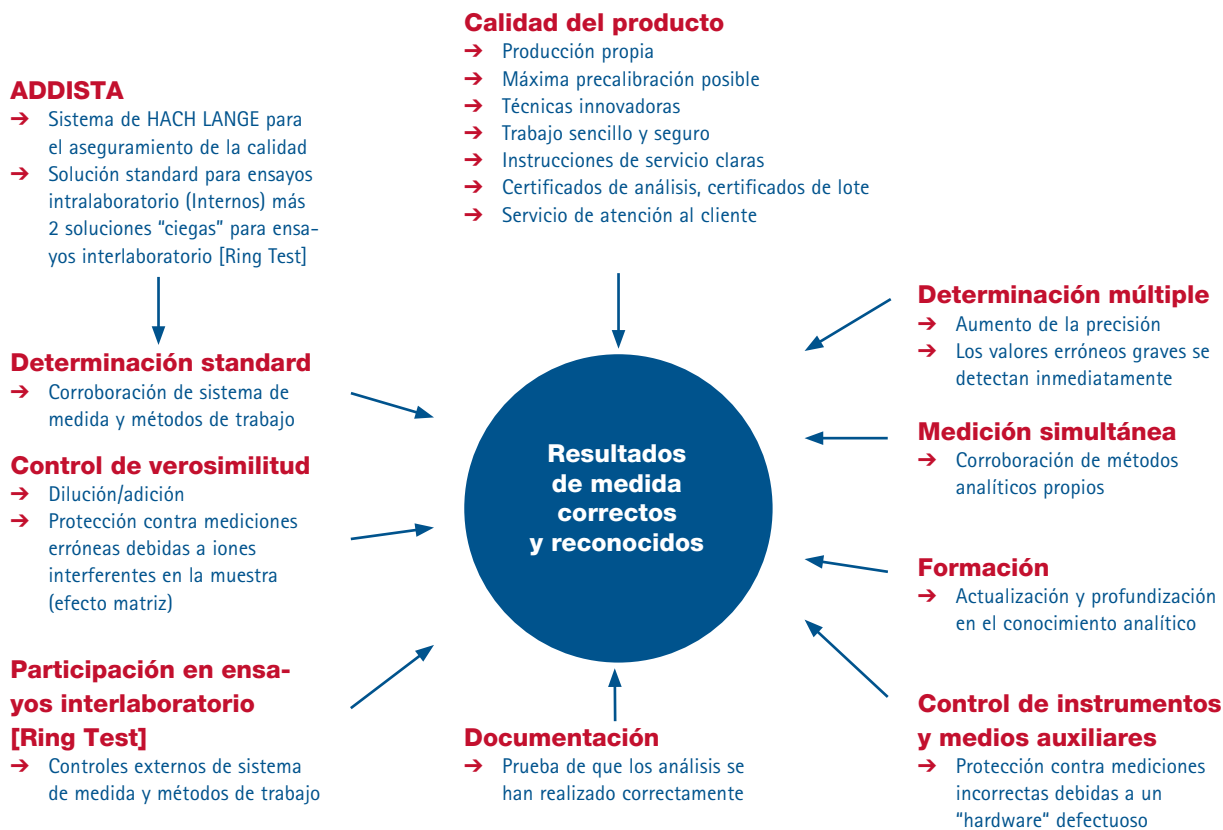 Calidad del producto
➔ Producción propia
➔ Máxima precalibración posible
➔ Técnicas innovadoras
➔ Trabajo sencillo y seguro
➔ Instrucciones de servicio claras
➔ Certificados de análisis, certificados de lote
➔ Servicio de atención al cliente
ADDISTA
➔ Sistema de HACH LANGE para
el aseguramiento de la calidad
➔ Solución standard para ensayos
intralaboratorio (Internos) más
2 soluciones “ciegas” para ensa-
yos interlaboratorio [Ring Test]
Determinación standard
➔ Corroboración de sistema de
medida y métodos de trabajo
Control de verosimilitud
➔ Dilución/adición
➔ Protección contra mediciones
erróneas debidas a iones
interferentes en la muestra
(efecto matriz)
Participación en ensa-
yos interlaboratorio
[Ring Test]
➔ Controles externos de sistema
de medida y métodos de trabajo
Resultados
de medida
correctos
y reconocidos
Documentación
➔ Prueba de que los análisis se
han realizado correctamente
Determinación múltiple
➔ Aumento de la precisión
➔ Los valores erróneos graves se
detectan inmediatamente
Medición simultánea
➔ Corroboración de métodos
analíticos propios
Formación
➔ Actualización y profundización
en el conocimiento analítico
Control de instrumentos
y medios auxiliares
➔ Protección contra mediciones
incorrectas debidas a un
“hardware“ defectuoso